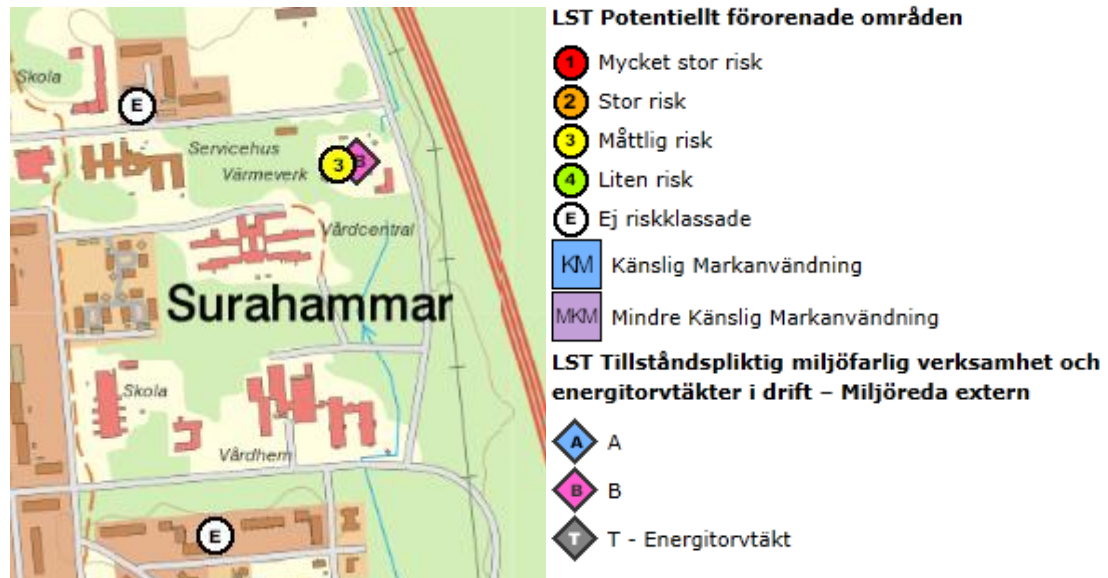 Skola
E
Servicehus
Värmeverk
3
B
Vårdcentral
Surahammar
Skola
Vårdhem
E
LST Potentiellt förorenade områden
1 Mycket stor risk
2 Stor risk
3 Måttlig risk
4 Liten risk
E Ej riskklassade
KM Känslig Markanvändning
MKM Mindre Känslig Markanvändning
LST Tillståndspliktig miljöfarlig verksamhet och
energitorvtäkter i drift – Miljöreda extern
A A
B B
T T - Energitorvtäkt